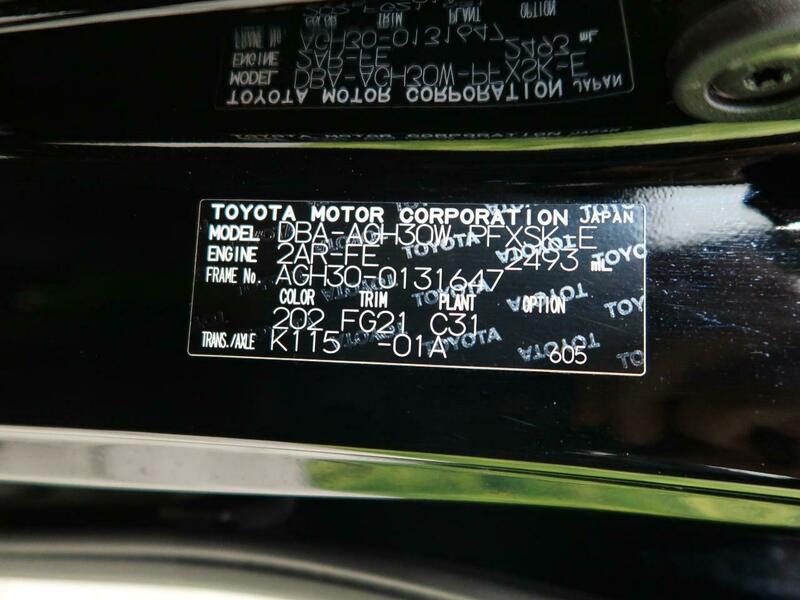 TOYOTA MOTOR CORPORATION JAPAN
MODEL DBA-AGH30W-PFXSK-E
ENGINE 2AR-FE 2493 mL
FRAME No. AGH30-0131647
COLOR TRIM PLANT OPTION
202 FG21 C31
TRANS./AXLE K115 -01A 605